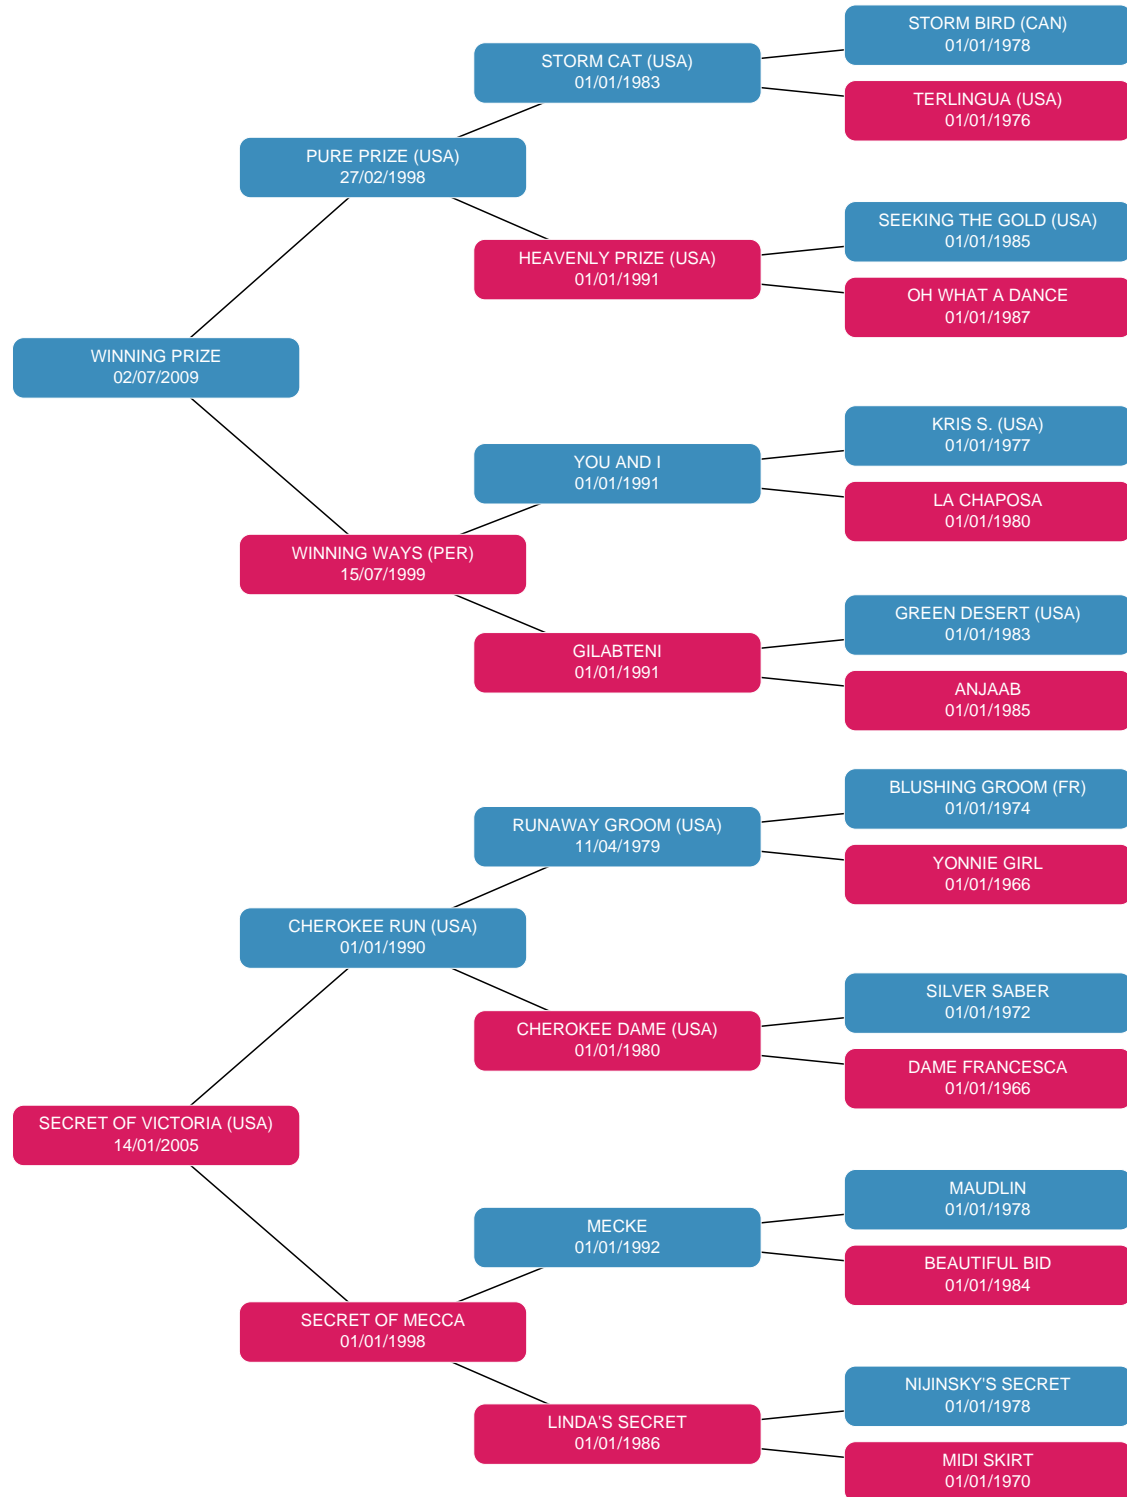 STORM BIRD (CAN)
01/01/1978
STORM CAT (USA)
01/01/1983
TERLINGUA (USA)
01/01/1976
PURE PRIZE (USA)
27/02/1998
SEEKING THE GOLD (USA)
01/01/1985
HEAVENLY PRIZE (USA)
01/01/1991
OH WHAT A DANCE
01/01/1987
WINNING PRIZE
02/07/2009
KRIS S. (USA)
01/01/1977
YOU AND I
01/01/1991
LA CHAPOSA
01/01/1980
WINNING WAYS (PER)
15/07/1999
GREEN DESERT (USA)
01/01/1983
GILABTENI
01/01/1991
ANJAAB
01/01/1985
BLUSHING GROOM (FR)
01/01/1974
RUNAWAY GROOM (USA)
11/04/1979
YONNIE GIRL
01/01/1966
CHEROKEE RUN (USA)
01/01/1990
SILVER SABER
01/01/1972
CHEROKEE DAME (USA)
01/01/1980
DAME FRANCESCA
01/01/1966
SECRET OF VICTORIA (USA)
14/01/2005
MAUDLIN
01/01/1978
MECKE
01/01/1992
BEAUTIFUL BID
01/01/1984
SECRET OF MECCA
01/01/1998
NIJINSKY'S SECRET
01/01/1978
LINDA'S SECRET
01/01/1986
MIDI SKIRT
01/01/1970